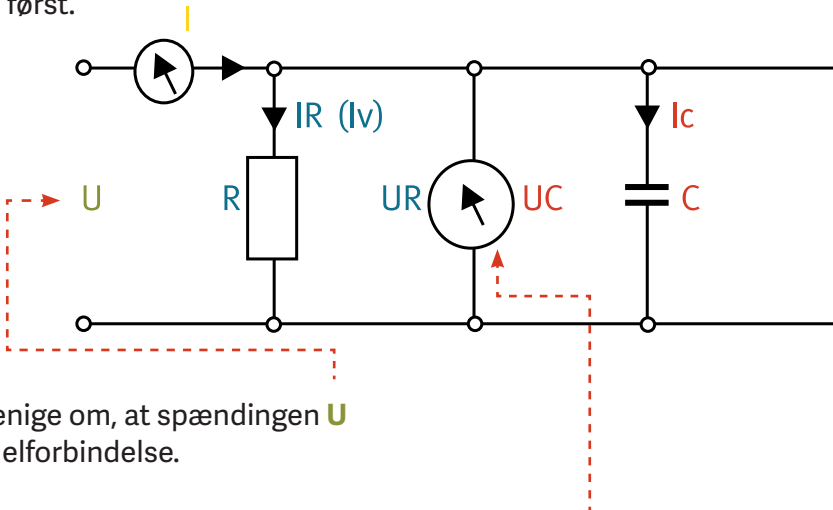 først.
I
IR (Iv)
Ic
U
R
UR
UC
C
enige om, at spændingen U
elforbindelse.